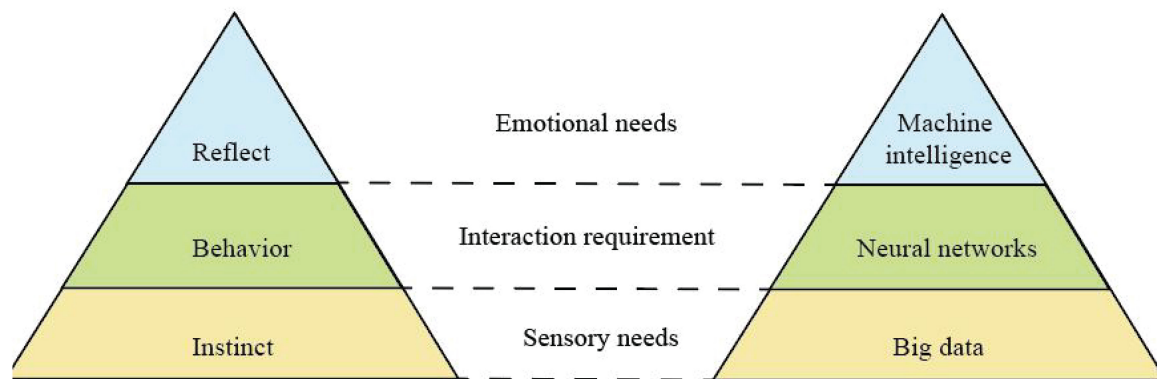 Emotional needs
Reflect
Machine
intelligence
Interaction requirement
Behavior
Neural networks
Sensory needs
Instinct
Big data